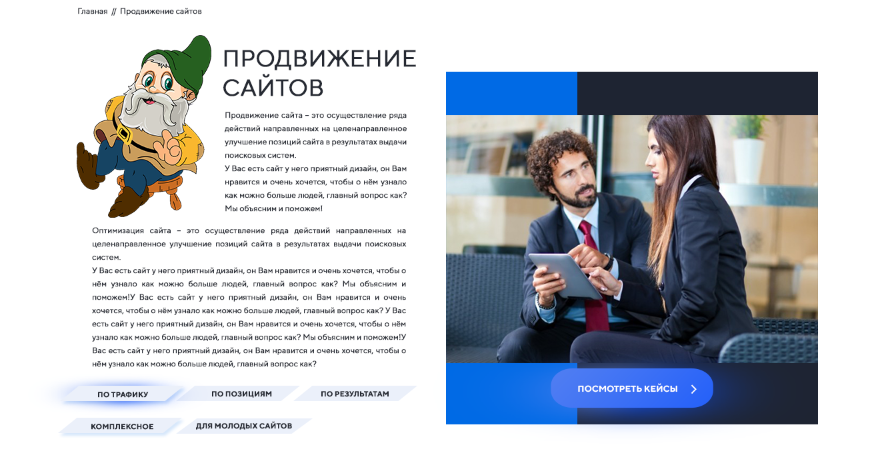 Главная // Продвижение сайтов
ПРОДВИЖЕНИЕ
САЙТОВ
Продвижение сайта – это осуществление ряда
действий направленных на целенаправленное
улучшение позиций сайта в результатах выдачи
поисковых систем.
У Вас есть сайт у него приятный дизайн, он Вам
нравится и очень хочется, чтобы о нём узнало
как можно больше людей, главный вопрос как?
Мы объясним и поможем!
Оптимизация сайта – это осуществление ряда действий направленных на
целенаправленное улучшение позиций сайта в результатах выдачи поисковых
систем.
У Вас есть сайт у него приятный дизайн, он Вам нравится и очень хочется, чтобы о
нём узнало как можно больше людей, главный вопрос как? Мы объясним и
поможем!У Вас есть сайт у него приятный дизайн, он Вам нравится и очень
хочется, чтобы о нём узнало как можно больше людей, главный вопрос как? У Вас
есть сайт у него приятный дизайн, он Вам нравится и очень хочется, чтобы о нём
узнало как можно больше людей, главный вопрос как? Мы объясним и поможем!У
Вас есть сайт у него приятный дизайн, он Вам нравится и очень хочется, чтобы о
нём узнало как можно больше людей, главный вопрос как?
ПО ТРАФИКУ
ПО ПОЗИЦИЯМ
ПО РЕЗУЛЬТАТАМ
КОМПЛЕКСНОЕ
ДЛЯ МОЛОДЫХ САЙТОВ
ПОСМОТРЕТЬ КЕЙСЫ